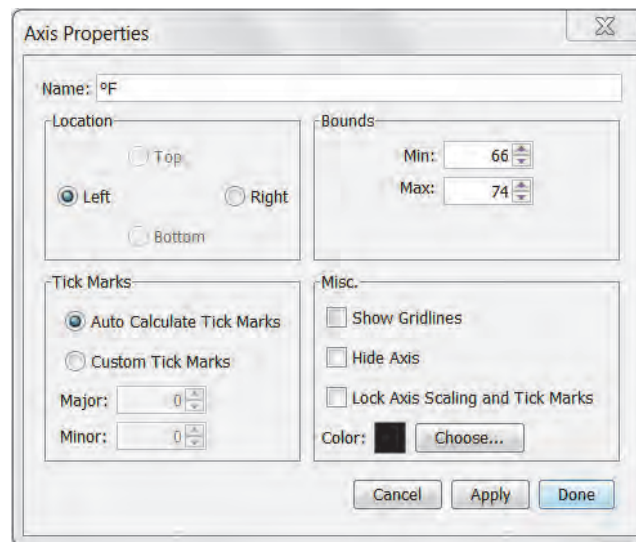 Axis Properties
Name: ºF
Location
Top
Left
Right
Bottom
Bounds
Min: 66
Max: 74
Tick Marks
Auto Calculate Tick Marks
Custom Tick Marks
Major: 0
Minor: 0
Misc.
Show Gridlines
Hide Axis
Lock Axis Scaling and Tick Marks
Color: Choose...
Cancel Apply Done